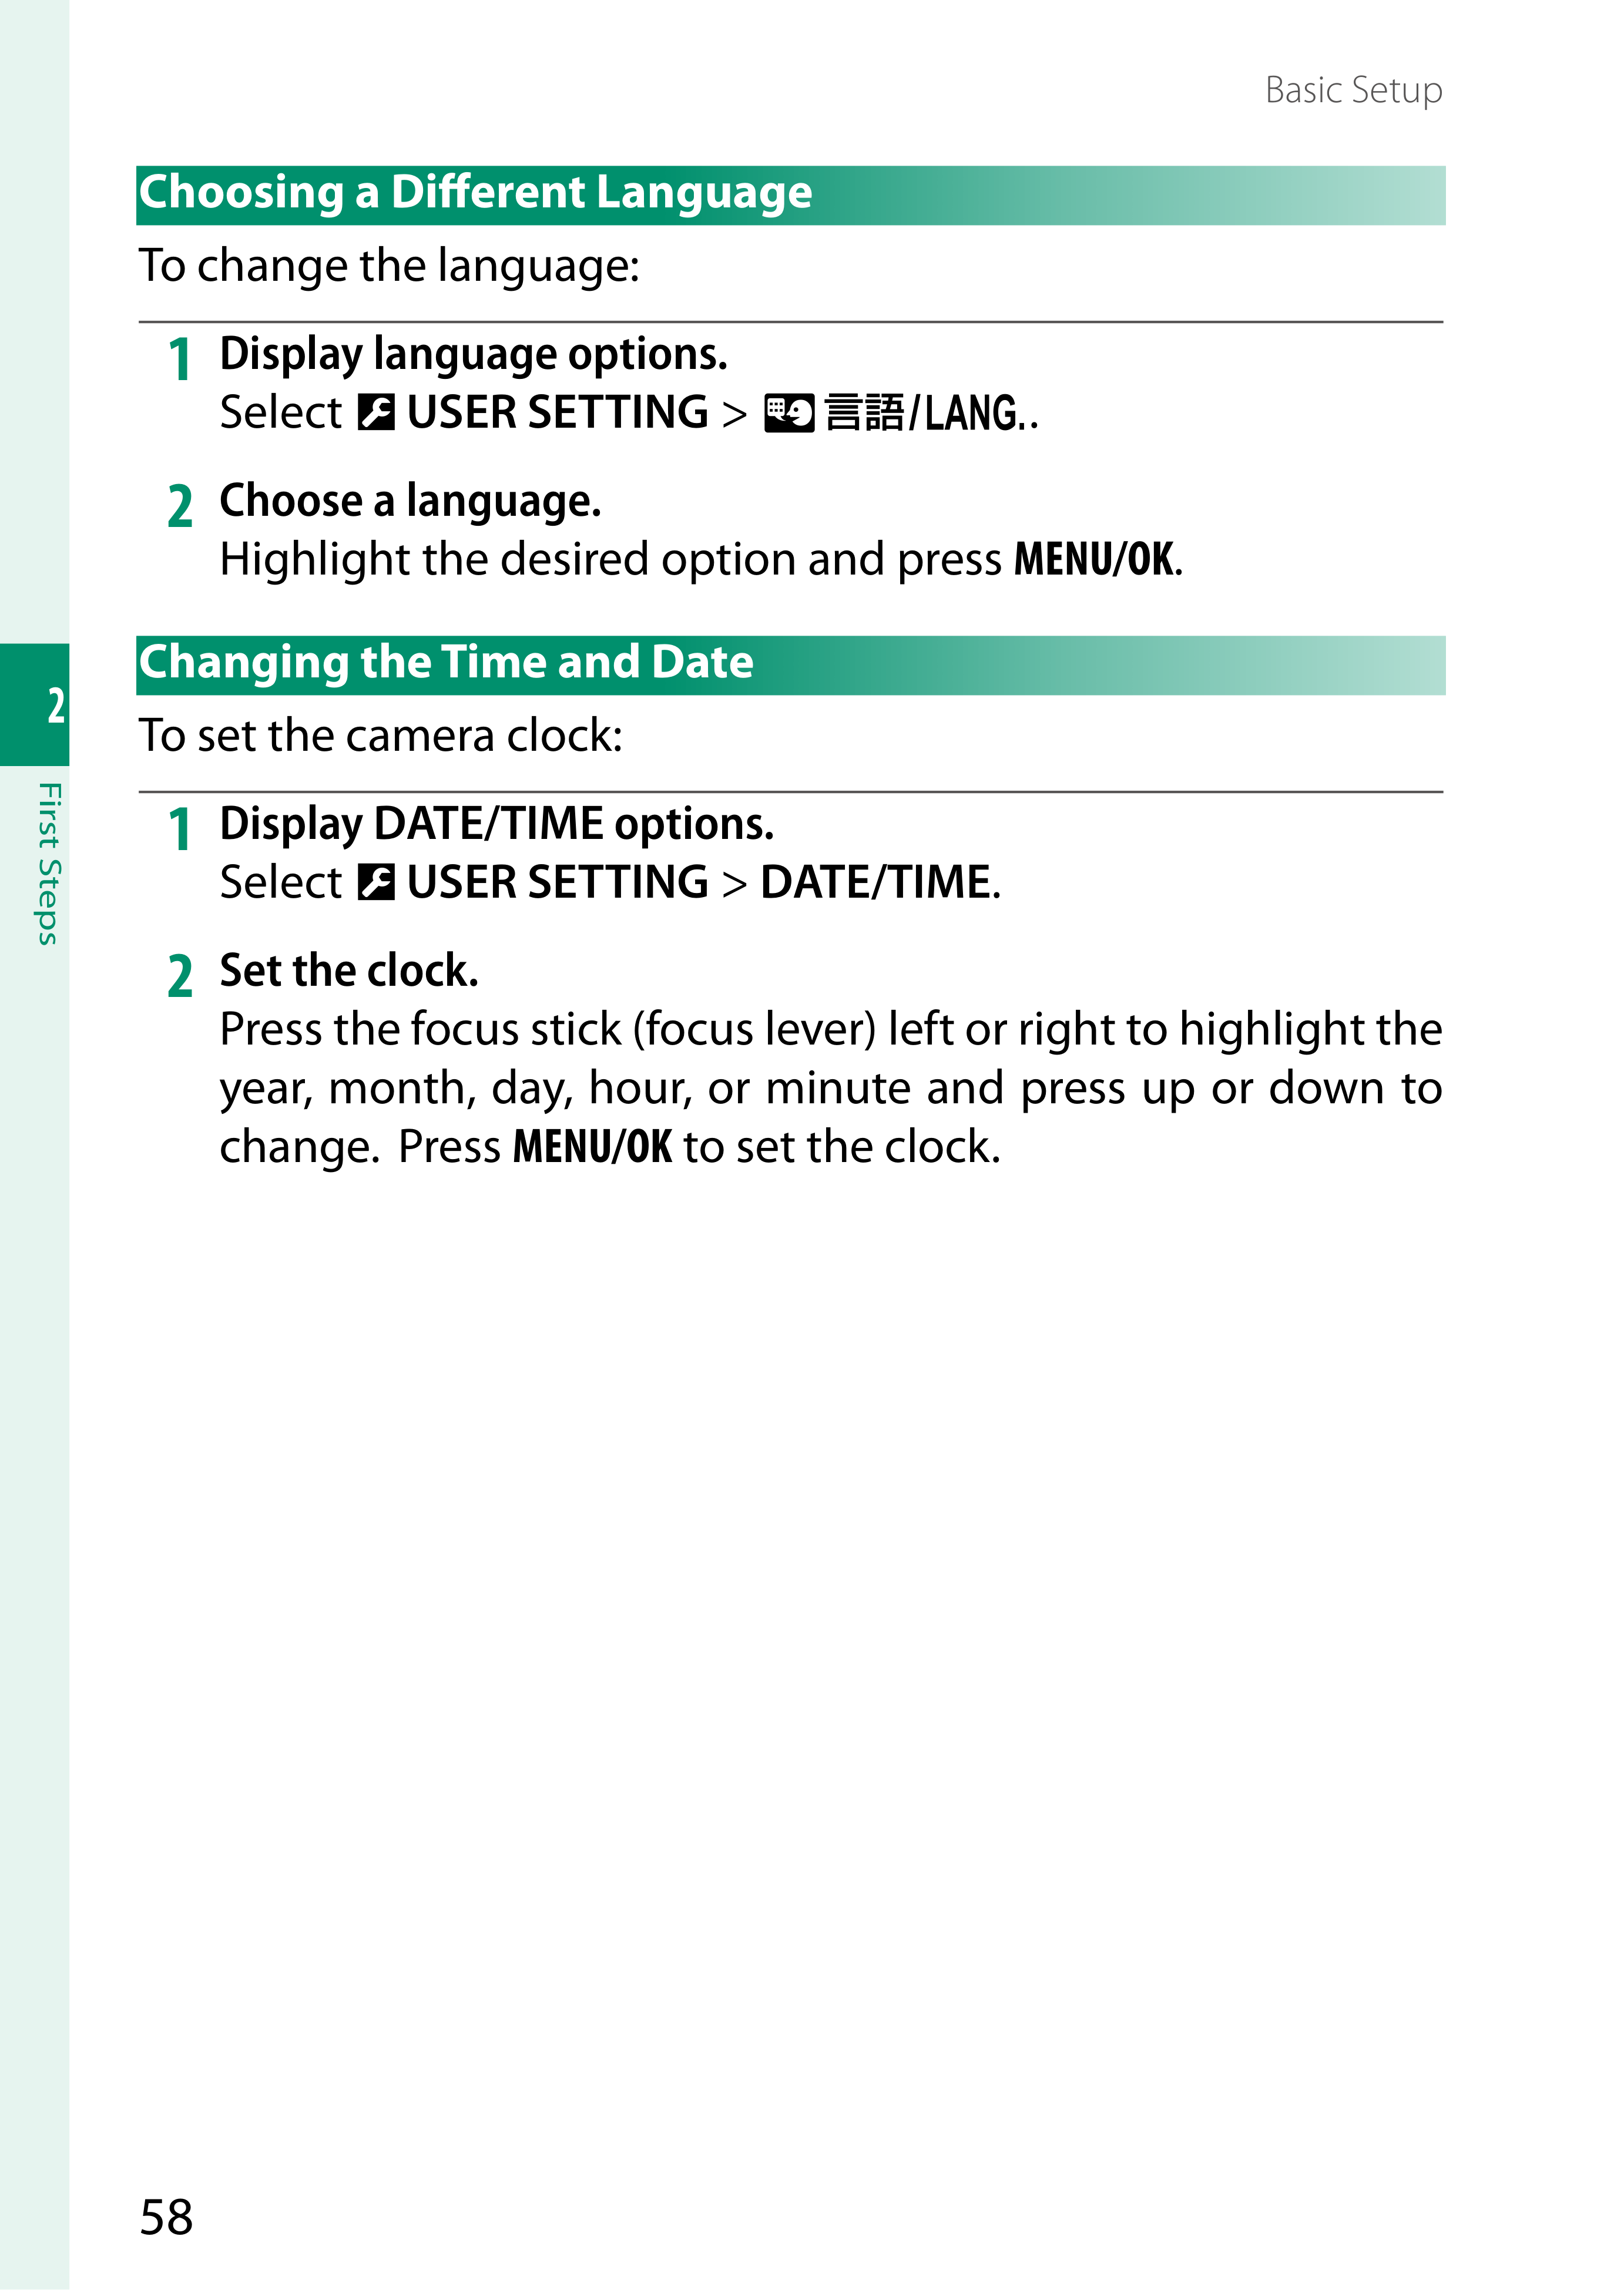 Basic Setup
Choosing a Different Language
To change the language:
1 Display language options.
Select USER SETTING > 言語/LANG..
2 Choose a language.
Highlight the desired option and press MENU/OK.
Changing the Time and Date
To set the camera clock:
1 Display DATE/TIME options.
Select USER SETTING > DATE/TIME.
2 Set the clock.
Press the focus stick (focus lever) left or right to highlight the
year, month, day, hour, or minute and press up or down to
change. Press MENU/OK to set the clock.
2
First Steps
58